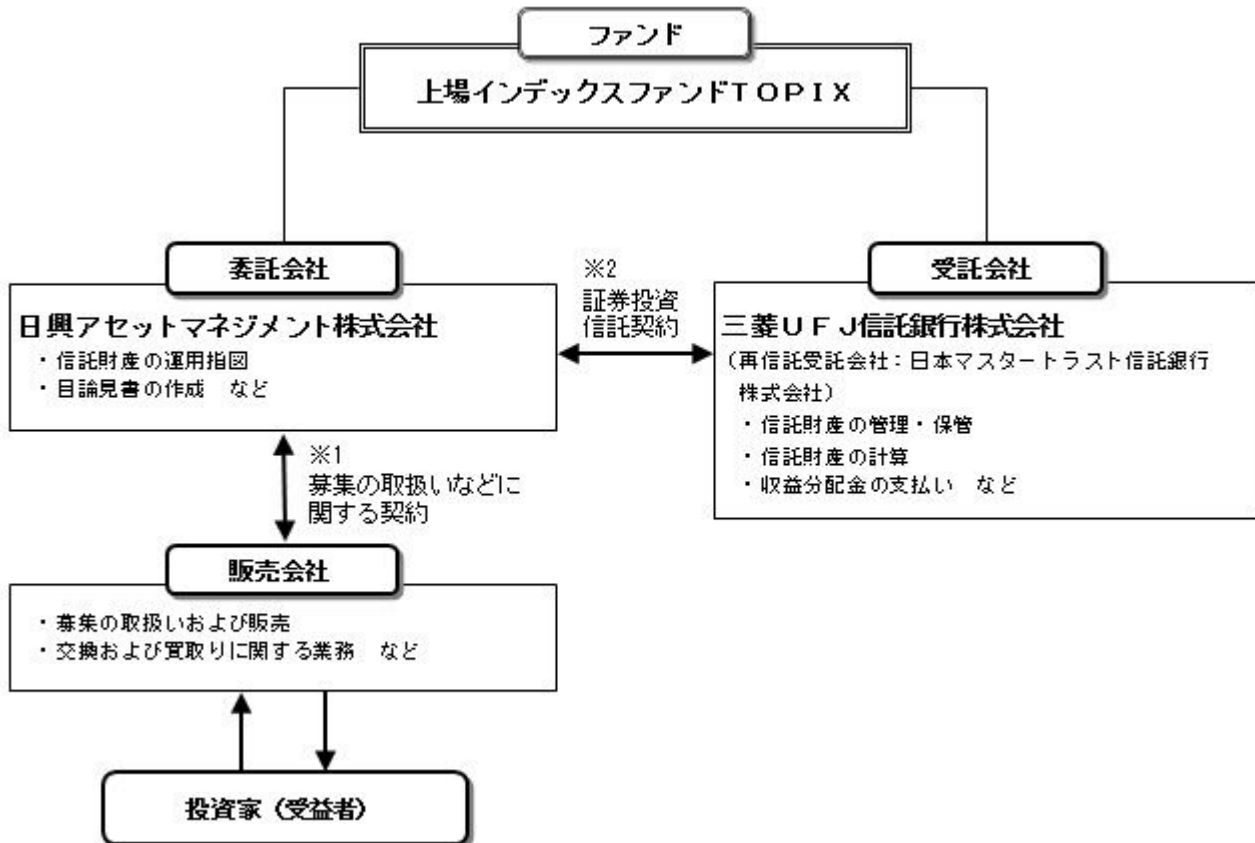 ファンド
上場インデックスファンドTOPIX
委託会社
日興アセットマネジメント株式会社
・信託財産の運用指図
・目論見書の作成 など
※2
証券投資
信託契約
受託会社
三菱UFJ信託銀行株式会社
(再信託受託会社:日本マスタートラスト信託銀行
株式会社)
・信託財産の管理・保管
・信託財産の計算
・収益分配金の支払い など
※1
募集の取扱いなどに
関する契約
販売会社
・募集の取扱いおよび販売
・交換および買取りに関する業務 など
投資家(受益者)